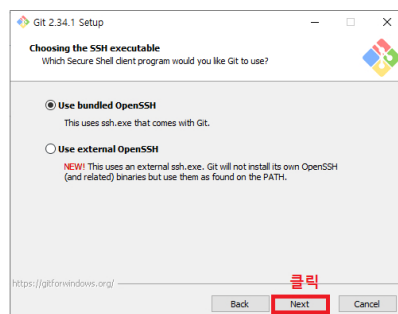 Git 2.34.1 Setup
Choosing the SSH executable
Which Secure Shell client program would you like Git to use?
Use bundled OpenSSH
This uses ssh.exe that comes with Git.
Use external OpenSSH
NEW! This uses an external ssh.exe. Git will not install its own OpenSSH
(and related) binaries but use them as found on the PATH.
https://gitforwindows.org/
클릭
Back
Next
Cancel